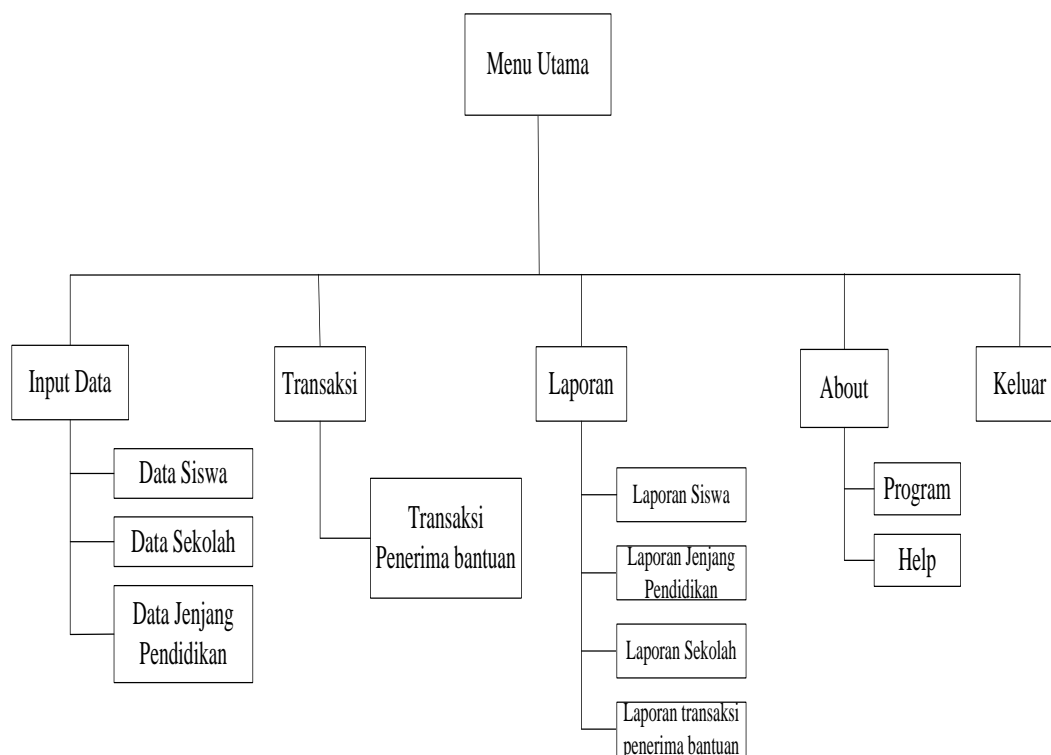 Menu Utama
Input Data
Transaksi
Laporan
About
Keluar
Data Siswa
Data Sekolah
Data Jenjang
Pendidikan
Transaksi
Penerima bantuan
Laporan Siswa
Laporan Jenjang
Pendidikan
Laporan Sekolah
Laporan transaksi
penerima bantuan
Program
Help